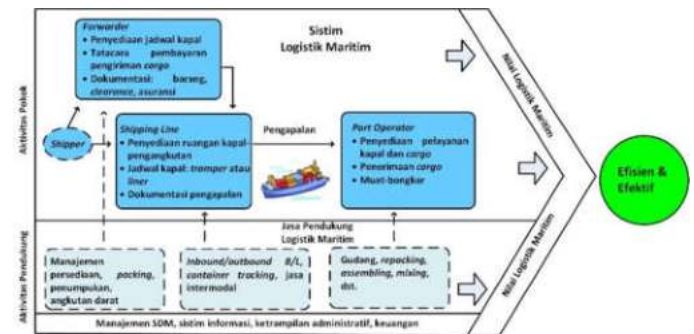 Forwarder
• Penyediaan jadwal kapal
• Tatacara pembayaran
pengiriman cargo
• Dokumentasi: barang,
clearance, asuransi
Sistim
Logistik Maritim
Aktivitas Pokok
Shipper
Shipping Line
• Penyediaan ruangan kapal
pengangkutan
• Jadwal kapal: tramper atau
liner
• Dokumentasi pengapalan
Pengapalan
Port Operator
• Penyediaan pelayanan
kapal dan cargo
• Penerimaan cargo
• Muat-bongkar
Nilai Logistik Maritim
Efisien &
Efektif
Jasa Pendukung
Logistik Maritim
Aktivitas Pendukung
Manajemen
persediaan, packing,
penumpukan,
angkutan darat
Inbound/outbound B/L,
container tracking, jasa
intermodal
Gudang, repacking,
assembling, mixing,
dst.
Nilai Logistik Maritim
Manajemen SDM, sistim informasi, ketrampilan administratif, keuangan